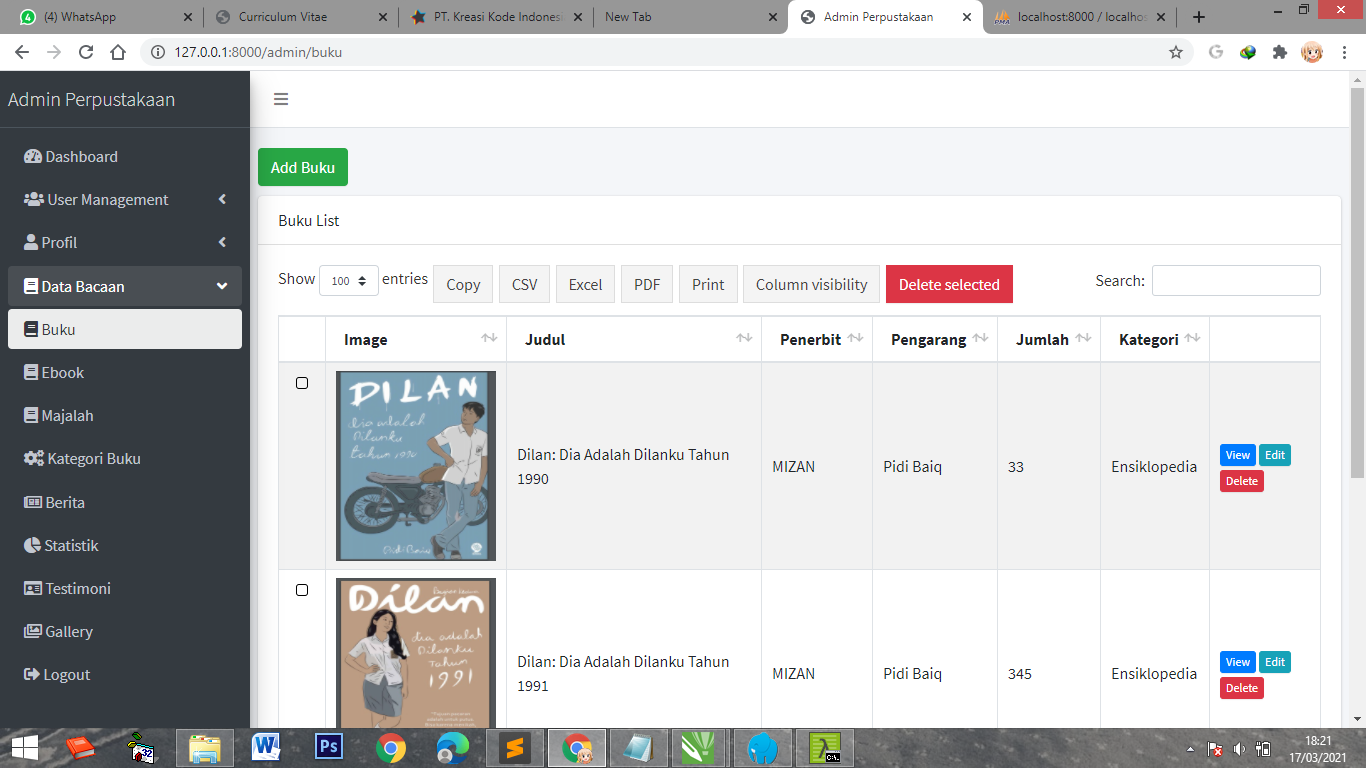 (4) WhatsApp
Curriculum Vitae
PT. Kreasi Kode Indonesi
New Tab
Admin Perpustakaan
localhost:8000 / localhos
127.0.0.1:8000/admin/buku
Admin Perpustakaan
Dashboard
User Management
Profil
Data Bacaan
Buku
Ebook
Majalah
Kategori Buku
Berita
Statistik
Testimoni
Gallery
Logout
Add Buku
Buku List
Show 100 entries
Copy
CSV
Excel
PDF
Print
Column visibility
Delete selected
Search:
Image
Judul
Penerbit
Pengarang
Jumlah
Kategori
DILAN
dia adalah
Dilanku
tahun 1990
Pidi Baiq
Dilan: Dia Adalah Dilanku Tahun
1990
MIZAN
Pidi Baiq
33
Ensiklopedia
View
Edit
Delete
Dilan
dia adalah
Dilanku
Tahun
1991
Dilan: Dia Adalah Dilanku Tahun
1991
MIZAN
Pidi Baiq
345
Ensiklopedia
View
Edit
Delete
18:21
17/03/2021